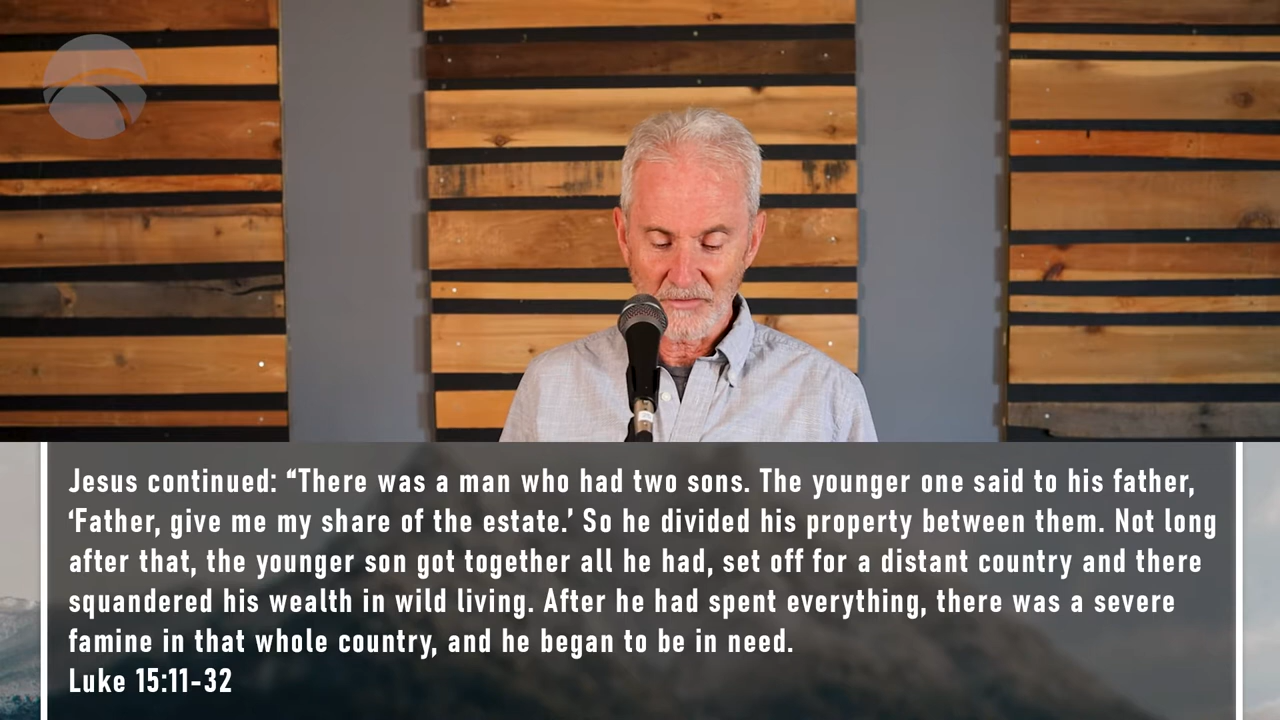 Jesus continued: “There was a man who had two sons. The younger one said to his father,
‘Father, give me my share of the estate.’ So he divided his property between them. Not long
after that, the younger son got together all he had, set off for a distant country and there
squandered his wealth in wild living. After he had spent everything, there was a severe
famine in that whole country, and he began to be in need.
Luke 15:11-32